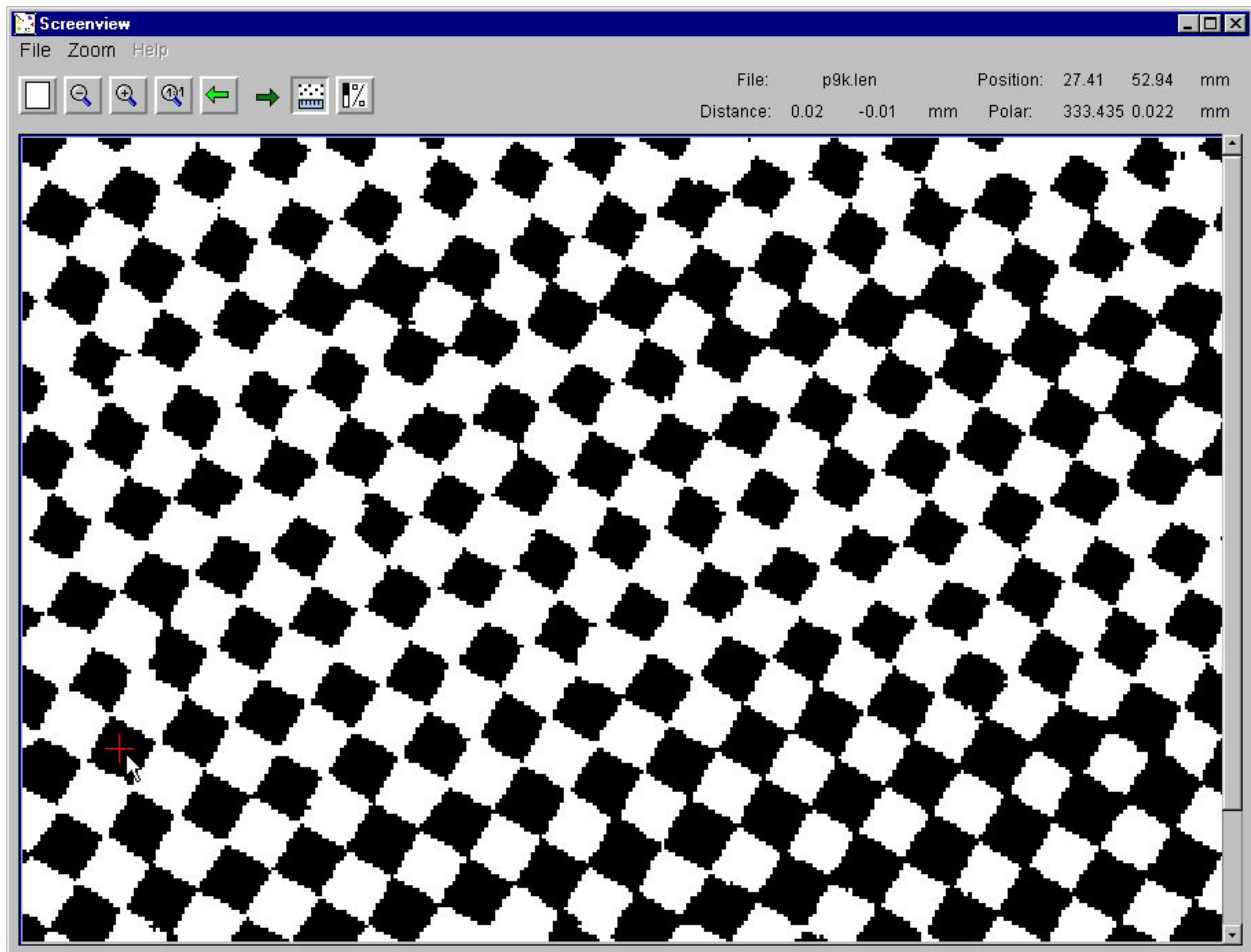 Screenview
File Zoom Help
File: p9k.len Position: 27.41 52.94 mm
Distance: 0.02 -0.01 mm Polar: 333.435 0.022 mm